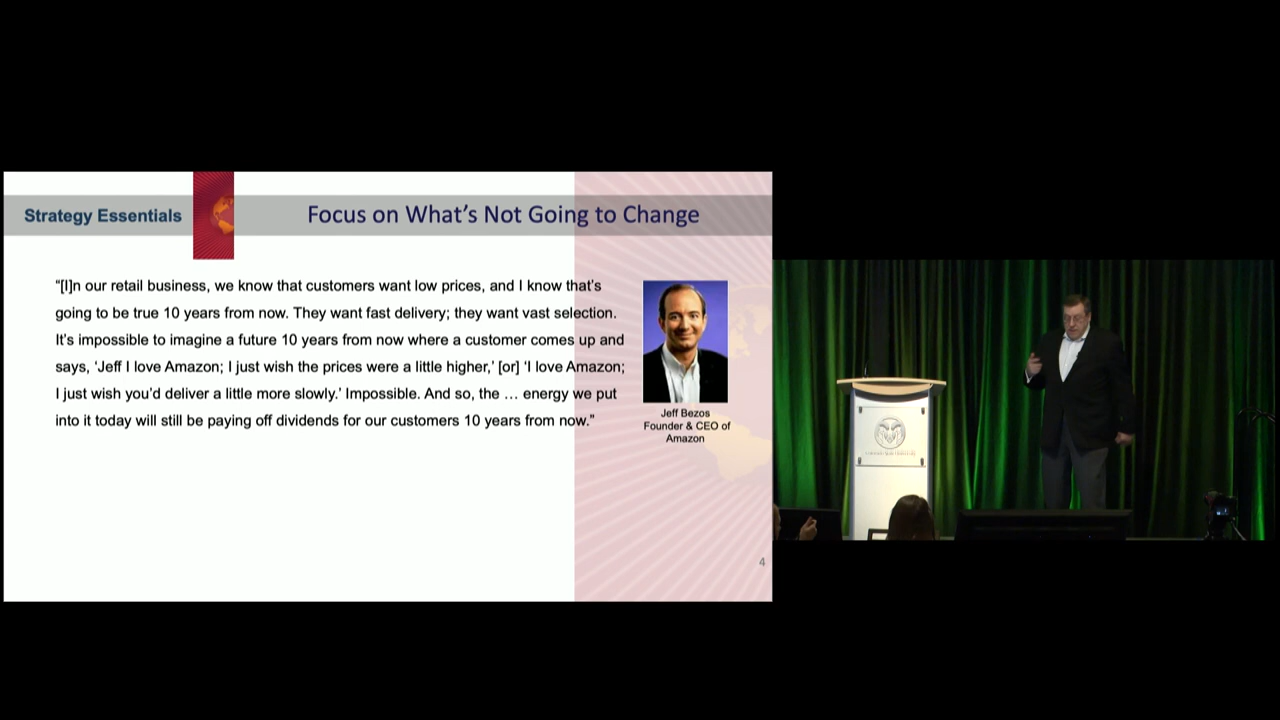 Strategy Essentials
Focus on What's Not Going to Change
“[I]n our retail business, we know that customers want low prices, and I know that's
going to be true 10 years from now. They want fast delivery; they want vast selection.
It's impossible to imagine a future 10 years from now where a customer comes up and
says, ‘Jeff I love Amazon; I just wish the prices were a little higher,’ [or] ‘I love Amazon;
I just wish you'd deliver a little more slowly.’ Impossible. And so, the … energy we put
into it today will still be paying off dividends for our customers 10 years from now.”
Jeff Bezos
Founder & CEO of
Amazon
4